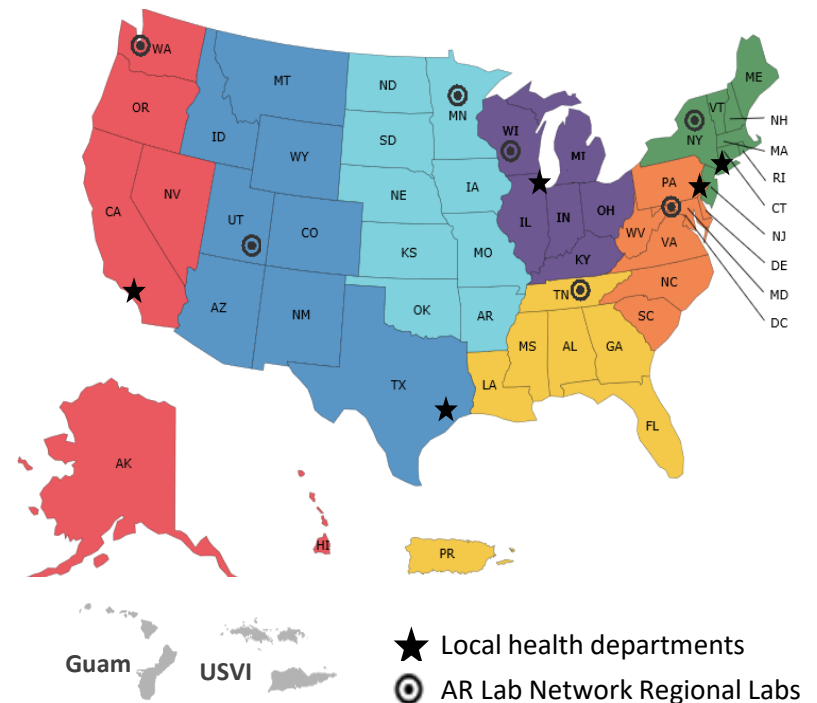 WA
MT
ND
ME
OR
MN
VT
NH
ID
SD
WI
NY
MA
WY
MI
RI
NV
NE
IA
PA
CA
UT
CO
IL
IN
OH
CT
KS
MO
WV
VA
NJ
KY
DE
AZ
NM
OK
AR
TN
NC
MD
SC
DC
TX
LA
MS
AL
GA
FL
AK
HI
PR
Guam
USVI
Local health departments
AR Lab Network Regional Labs